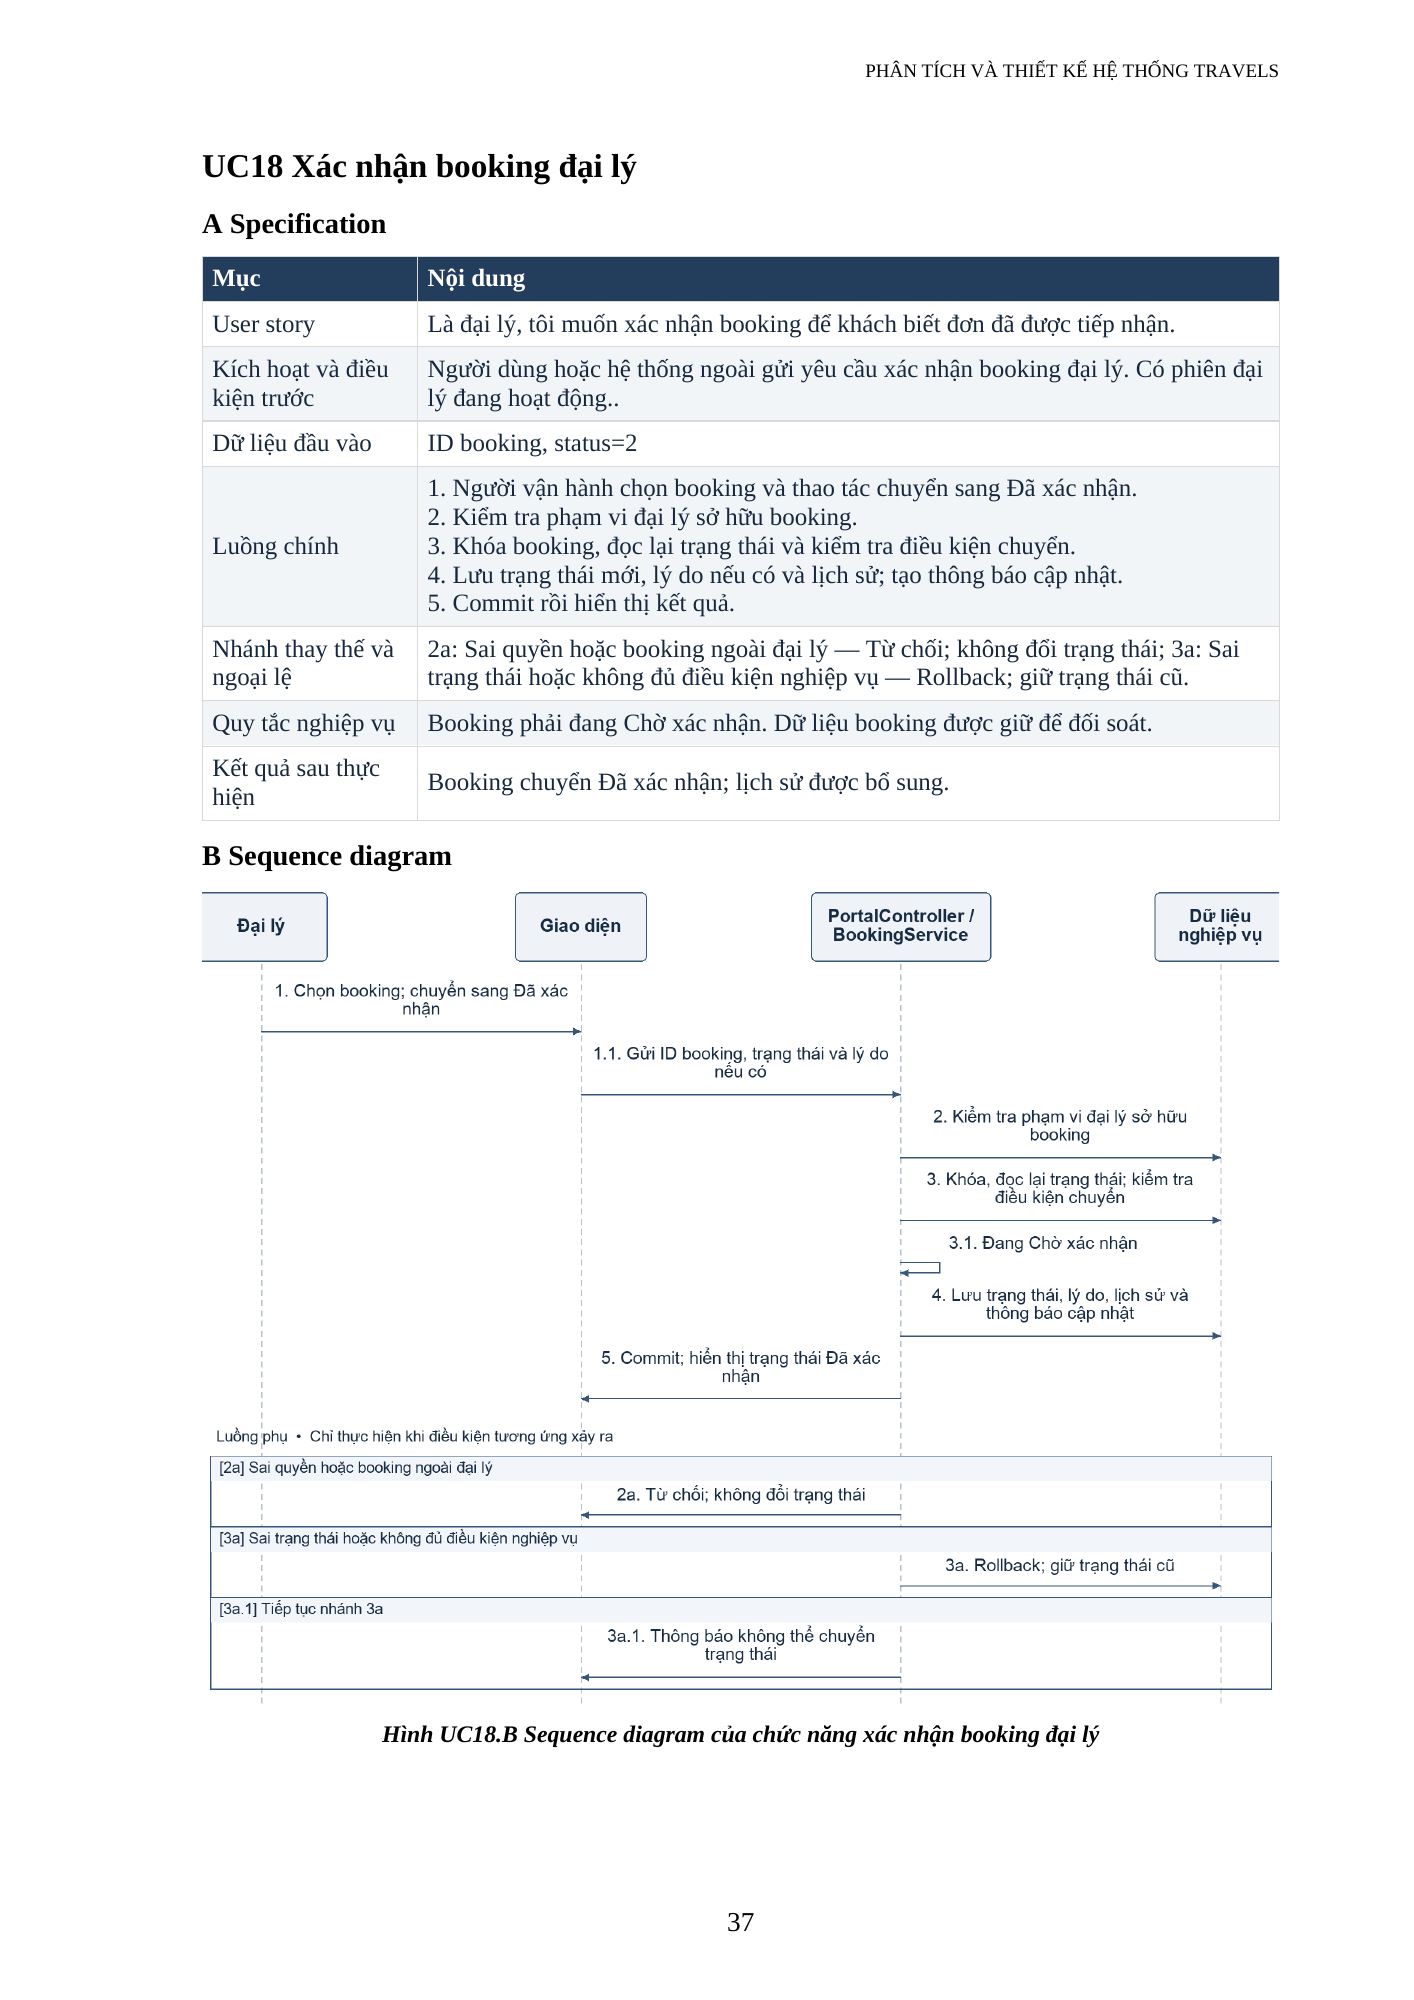 PHÂN TÍCH VÀ THIẾT KẾ HỆ THỐNG TRAVELS
UC18 Xác nhận booking đại lý
A Specification
Mục
Nội dung
User story
Là đại lý, tôi muốn xác nhận booking để khách biết đơn đã được tiếp nhận.
Kích hoạt và điều
kiện trước
Người dùng hoặc hệ thống ngoài gửi yêu cầu xác nhận booking đại lý. Có phiên đại
lý đang hoạt động..
Dữ liệu đầu vào
ID booking, status=2
Luồng chính
1. Người vận hành chọn booking và thao tác chuyển sang Đã xác nhận.
2. Kiểm tra phạm vi đại lý sở hữu booking.
3. Khóa booking, đọc lại trạng thái và kiểm tra điều kiện chuyển.
4. Lưu trạng thái mới, lý do nếu có và lịch sử; tạo thông báo cập nhật.
5. Commit rồi hiển thị kết quả.
Nhánh thay thế và
ngoại lệ
2a: Sai quyền hoặc booking ngoài đại lý — Từ chối; không đổi trạng thái; 3a: Sai
trạng thái hoặc không đủ điều kiện nghiệp vụ — Rollback; giữ trạng thái cũ.
Quy tắc nghiệp vụ
Booking phải đang Chờ xác nhận. Dữ liệu booking được giữ để đối soát.
Kết quả sau thực
hiện
Booking chuyển Đã xác nhận; lịch sử được bổ sung.
B Sequence diagram
Đại lý
Giao diện
PortalController /
BookingService
Dữ liệu
nghiệp vụ
1. Chọn booking; chuyển sang Đã xác
nhận
1.1. Gửi ID booking, trạng thái và lý do
nếu có
2. Kiểm tra phạm vi đại lý sở hữu
booking
3. Khóa, đọc lại trạng thái; kiểm tra
điều kiện chuyển
3.1. Đang Chờ xác nhận
4. Lưu trạng thái, lý do, lịch sử và
thông báo cập nhật
5. Commit; hiển thị trạng thái Đã xác
nhận
Luồng phụ • Chỉ thực hiện khi điều kiện tương ứng xảy ra
[2a] Sai quyền hoặc booking ngoài đại lý
2a. Từ chối; không đổi trạng thái
[3a] Sai trạng thái hoặc không đủ điều kiện nghiệp vụ
3a. Rollback; giữ trạng thái cũ
[3a.1] Tiếp tục nhánh 3a
3a.1. Thông báo không thể chuyển
trạng thái
Hình UC18.B Sequence diagram của chức năng xác nhận booking đại lý
37